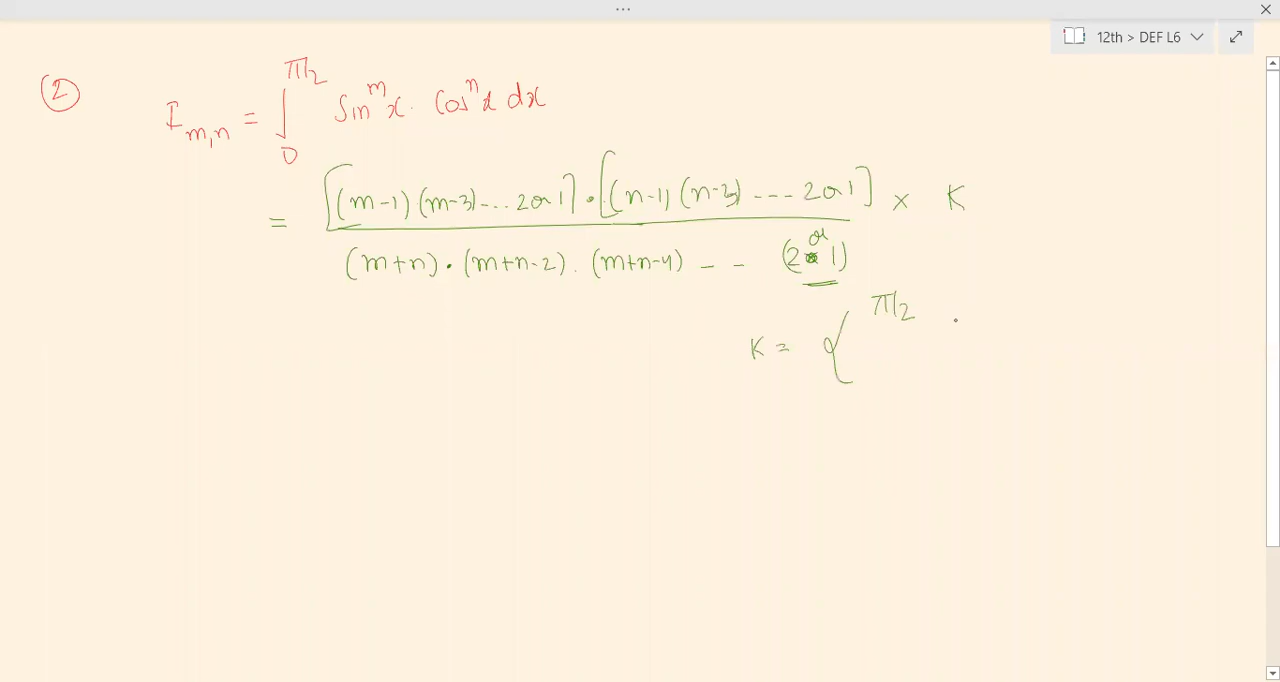 ...
12th > DEF L6
(2) I_{m,n} = ∫_0^{π/2} Sin^m x . Cos^n x dx
= [(m-1)(m-3)... 2 or 1] . [(n-1)(n-3) ---- 2 or 1] / (m+n) . (m+n-2) . (m+n-4) -- (2 or 1) × K
K = { π/2